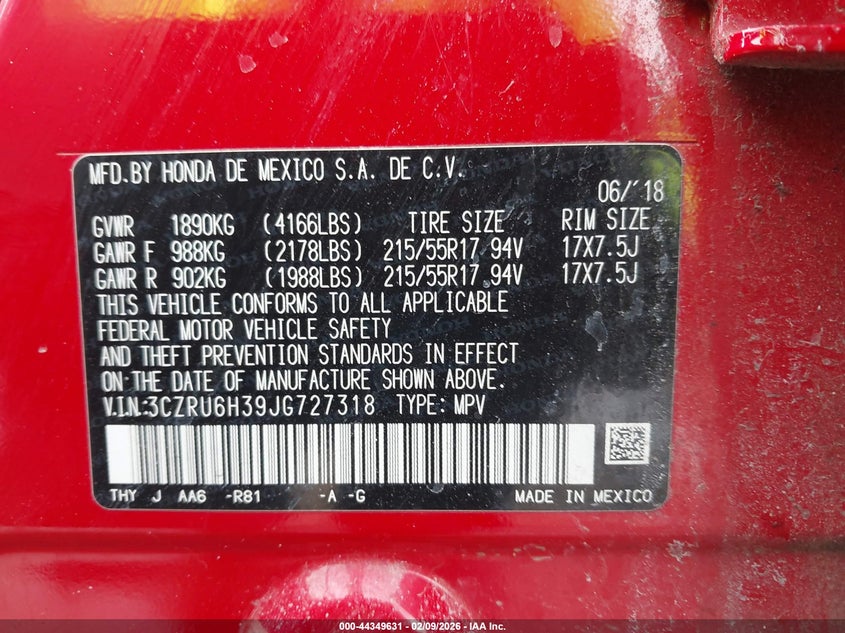 MFD.BY HONDA DE MEXICO S.A. DE C.V.
06/'18
GVWR 1890KG (4166LBS) TIRE SIZE RIM SIZE
GAWR F 988KG (2178LBS) 215/55R17 94V 17X7.5J
GAWR R 902KG (1988LBS) 215/55R17 94V 17X7.5J
THIS VEHICLE CONFORMS TO ALL APPLICABLE
FEDERAL MOTOR VEHICLE SAFETY
AND THEFT PREVENTION STANDARDS IN EFFECT
ON THE DATE OF MANUFACTURE SHOWN ABOVE.
V.I.N:3CZRU6H39JG727318 TYPE: MPV
THY J AA6 -R81 -A -G MADE IN MEXICO
000-44349631 - 02/09/2026 - IAA Inc.